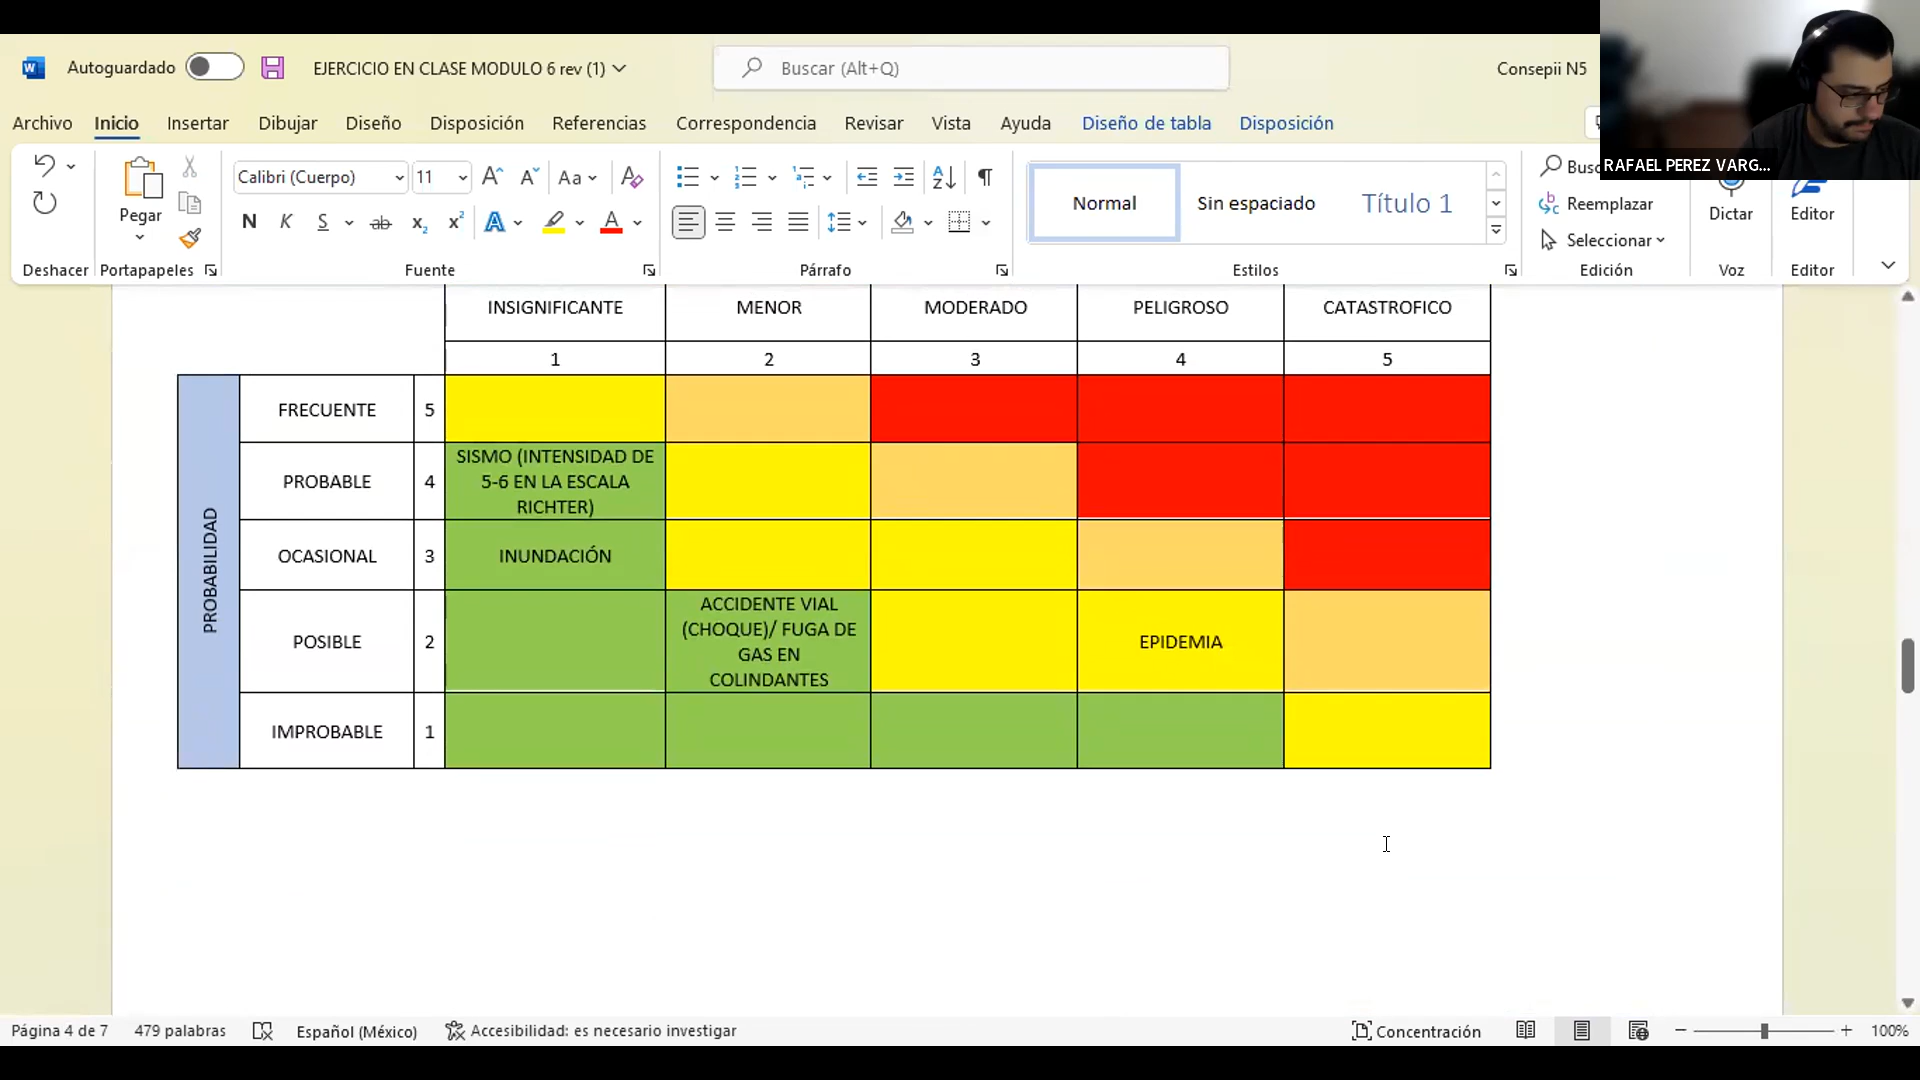 Autoguardado
EJERCICIO EN CLASE MODULO 6 rev (1)
Buscar (Alt+Q)
Consepii N5
RAFAEL PEREZ VARG...
Archivo Inicio Insertar Dibujar Diseño Disposición Referencias Correspondencia Revisar Vista Ayuda Diseño de tabla Disposición
Pegar
Calibri (Cuerpo) 11
Aa
N K S ab x₂ x² A A
Normal Sin espaciado Título 1
Reemplazar
Seleccionar
Dictar
Editor
Deshacer Portapapeles Fuente Párrafo Estilos Edición Voz Editor
INSIGNIFICANTE MENOR MODERADO PELIGROSO CATASTROFICO
1 2 3 4 5
PROBABILIDAD
FRECUENTE 5
PROBABLE 4
SISMO (INTENSIDAD DE
5-6 EN LA ESCALA
RICHTER)
OCASIONAL 3 INUNDACIÓN
POSIBLE 2
ACCIDENTE VIAL
(CHOQUE)/ FUGA DE
GAS EN
COLINDANTES
EPIDEMIA
IMPROBABLE 1
Página 4 de 7 479 palabras Español (México) Accesibilidad: es necesario investigar Concentración 100%